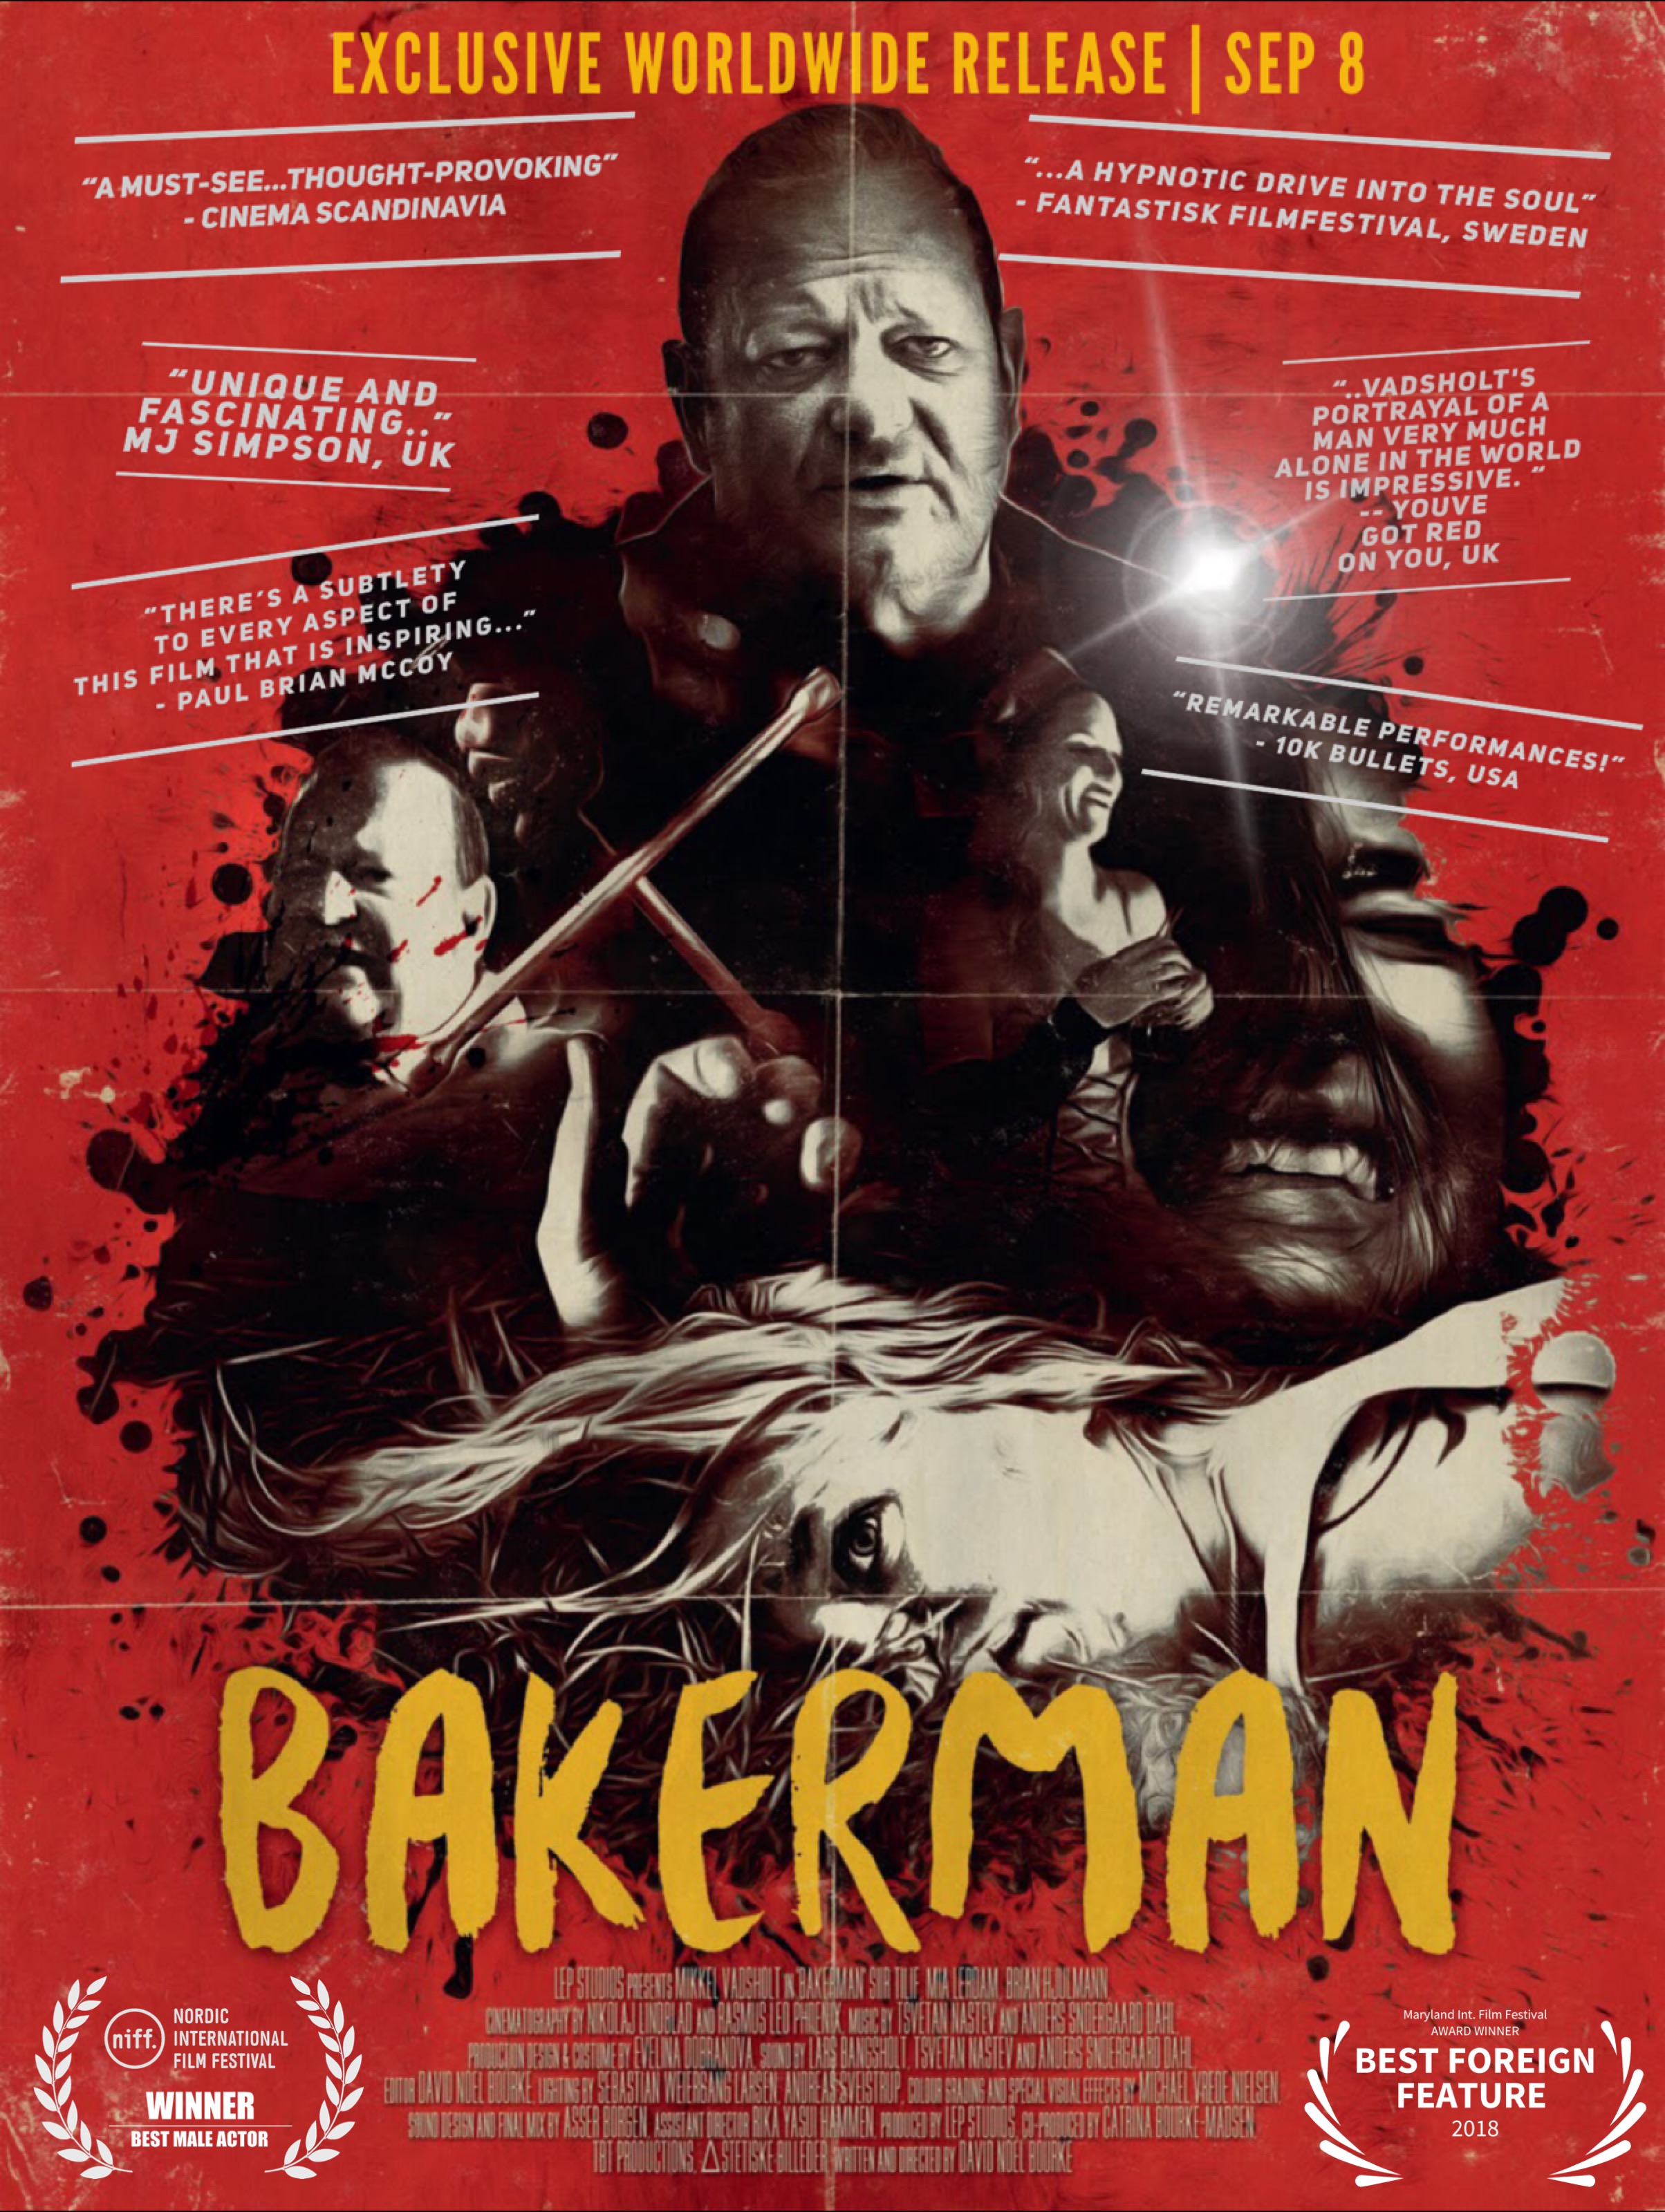 EXCLUSIVE WORLDWIDE RELEASE | SEP 8
"A MUST-SEE...THOUGHT-PROVOKING"
- CINEMA SCANDINAVIA
"...A HYPNOTIC DRIVE INTO THE SOUL"
- FANTASTISK FILMFESTIVAL, SWEDEN
"UNIQUE AND
FASCINATING.."
MJ SIMPSON, UK
"..VADSHOLT'S
PORTRAYAL OF A
MAN VERY MUCH
ALONE IN THE WORLD
IS IMPRESSIVE. "
-- YOUVE
GOT RED
ON YOU, UK
"THERE'S A SUBTLETY
TO EVERY ASPECT OF
THIS FILM THAT IS INSPIRING..."
- PAUL BRIAN MCCOY
"REMARKABLE PERFORMANCES!"
- 10K BULLETS, USA
BAKERMAN
LEP STUDIOS PRESENTS MIKKEL VADSHOLT IN 'BAKERMAN' SIIR TILIF, MIA LERDAM, BRIAN HJULMANN
CINEMATOGRAPHY BY NIKOLAJ LINDBLAD AND RASMUS LEO PHOENIX, MUSIC BY TSVETAN NASTEV AND ANDERS SNDERGAARD DAHL
PRODUCTION DESIGN & COSTUME BY EVELINA DOBRANOVA, SOUND BY LARS RANGSHOLT, TSVETAN NASTEV AND ANDERS SNDERGAARD DAHL
EDITOR DAVID NOEL BOURKE, LIGHTING BY SEBASTIAN WEJERSANG LARSEN, ANDREAS SVEISTRUP, COLOUR GRADING AND SPECIAL VISUAL EFFECTS BY MICHAEL VREDE NIELSEN
SOUND DESIGN AND FINAL MIX BY ASSER BORGEN, ASSISTANT DIRECTOR RIKA YASUI HAMMEN, PRODUCED BY LEP STUDIOS, CO-PRODUCED BY CATRINA BOURKE-MADSEN,
TBT PRODUCTIONS, STETISKE BILLEDER, WRITTEN AND DIRECTED BY DAVID NOEL BOURKE
niff.
NORDIC
INTERNATIONAL
FILM FESTIVAL
WINNER
BEST MALE ACTOR
Maryland Int. Film Festival
AWARD WINNER
BEST FOREIGN
FEATURE
2018